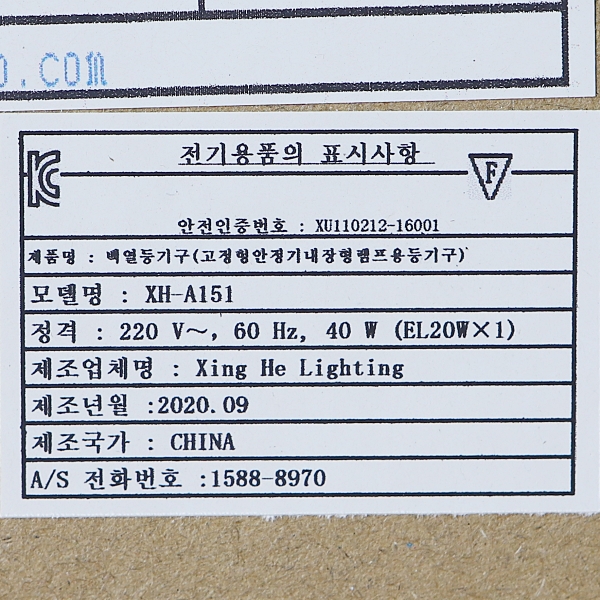 .com
전기용품의 표시사항
F
안전인증번호 : XU110212-16001
제품명 : 백열등기구(고정형안정기내장형램프용등기구)
모델명 : XH-A151
정격 : 220 V~, 60 Hz, 40 W (EL20W×1)
제조업체명 : Xing He Lighting
제조년월 :2020.09
제조국가 : CHINA
A/S 전화번호 :1588-8970